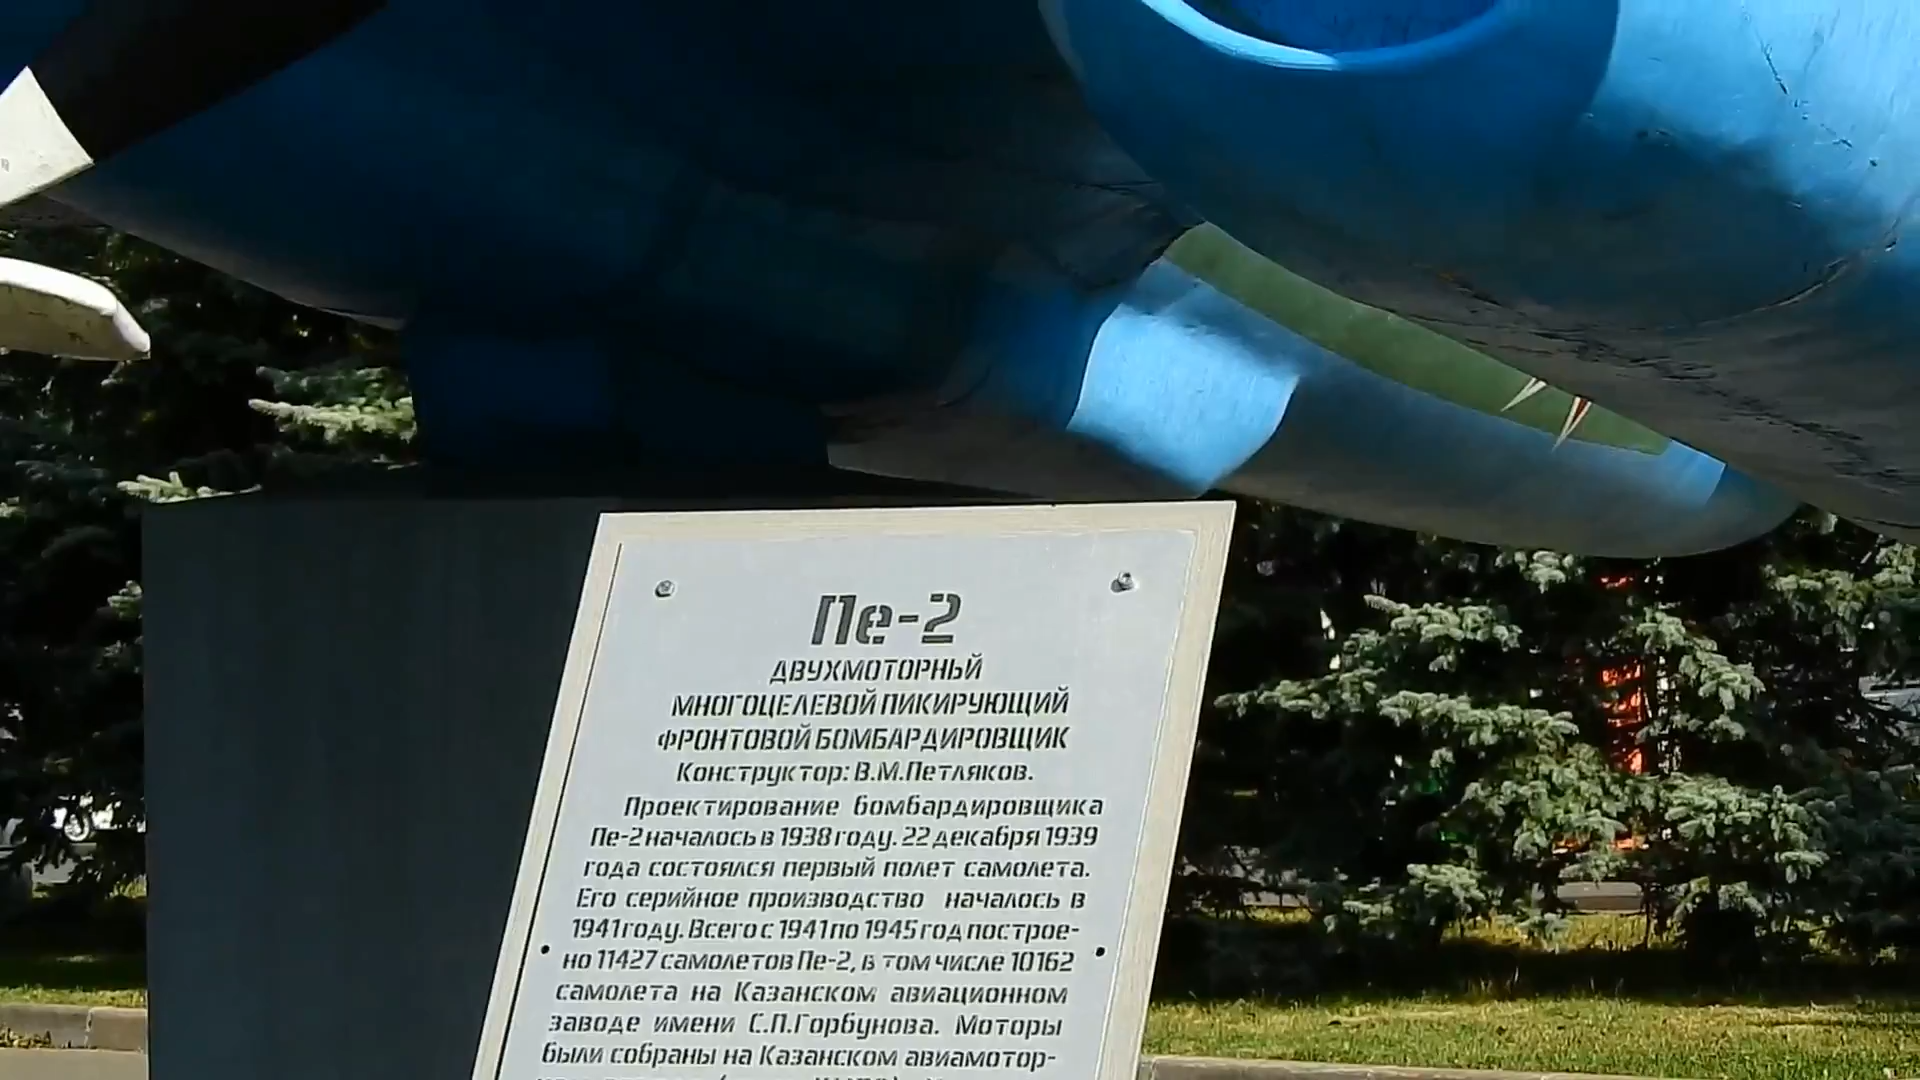 Пе-2
ДВУХМОТОРНЫЙ
МНОГОЦЕЛЕВОЙ ПИКИРУЮЩИЙ
ФРОНТОВОЙ БОМБАРДИРОВЩИК
Конструктор: В.М.Петляков.
Проектирование бомбардировщика
Пе-2 началось в 1938 году. 22 декабря 1939
года состоялся первый полет самолета.
Его серийное производство началось в
1941 году. Всего с 1941 по 1945 год построе-
но 11427 самолетов Пе-2, в том числе 10162
самолета на Казанском авиационном
заводе имени С.П.Горбунова. Моторы
были собраны на Казанском авиамотор-